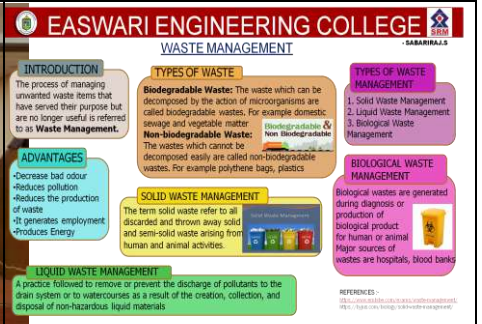 EASWARI ENGINEERING COLLEGE
SRM
WASTE MANAGEMENT
- SABARIRAJ.S
INTRODUCTION
The process of managing
unwanted waste items that
have served their purpose but
are no longer useful is referred
to as Waste Management.
TYPES OF WASTE
Biodegradable Waste: The waste which can be
decomposed by the action of microorganisms are
called biodegradable wastes. For example domestic
sewage and vegetable matter
Non-biodegradable Waste:
The wastes which cannot be
decomposed easily are called non-biodegradable
wastes. For example polythene bags, plastics
Biodegradable &
Non Biodegradable
TYPES OF WASTE
MANAGEMENT
1. Solid Waste Management
2. Liquid Waste Management
3. Biological Waste
Management
ADVANTAGES
•Decrease bad odour
•Reduces pollution
•Reduces the production
of waste
•It generates employment
•Produces Energy
SOLID WASTE MANAGEMENT
The term solid waste refer to all
discarded and thrown away solid
and semi-solid waste arising from
human and animal activities.
Solid Waste Management
BIOLOGICAL WASTE
MANAGEMENT
Biological wastes are generated
during diagnosis or
production of
biological product
for human or animal
Major sources of
wastes are hospitals, blood banks
LIQUID WASTE MANAGEMENT
A practice followed to remove or prevent the discharge of pollutants to the
drain system or to watercourses as a result of the creation, collection, and
disposal of non-hazardous liquid materials
REFERENCES :-